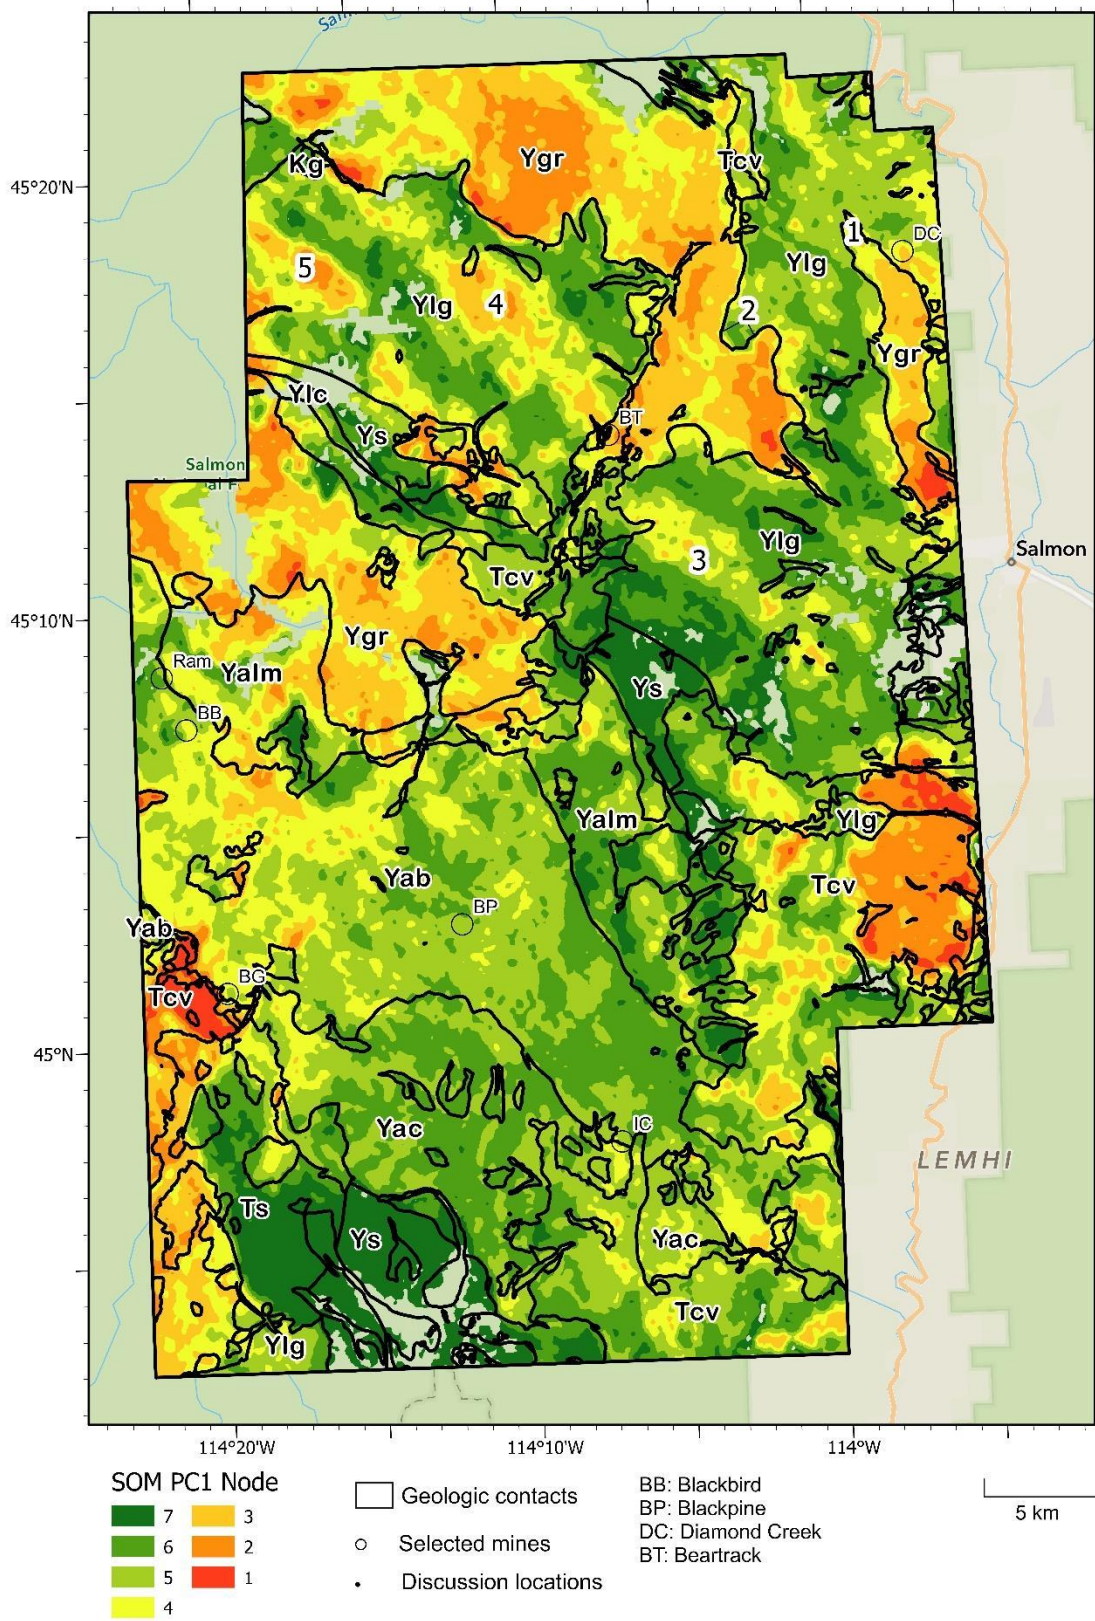 Ygr
Tcv
Kg
45°20'N
1
DC
5
Ylg
4
Ylg
2
Ygr
Ylc
Ys
BT
Salmon
3
Ylg
Salmon
Tcv
45°10'N
Ygr
Ram
Yalm
Ys
BB
Yalm
Ylg
Yab
Tcv
BP
Yab
BG
Tcv
45°N
Yac
IC
LEMHI
Ts
Ys
Yac
Tcv
Ylg
114°20'W
114°10'W
114°W
SOM PC1 Node
7
3
6
2
5
1
4
Geologic contacts
Selected mines
Discussion locations
BB: Blackbird
BP: Blackpine
DC: Diamond Creek
BT: Beartrack
5 km